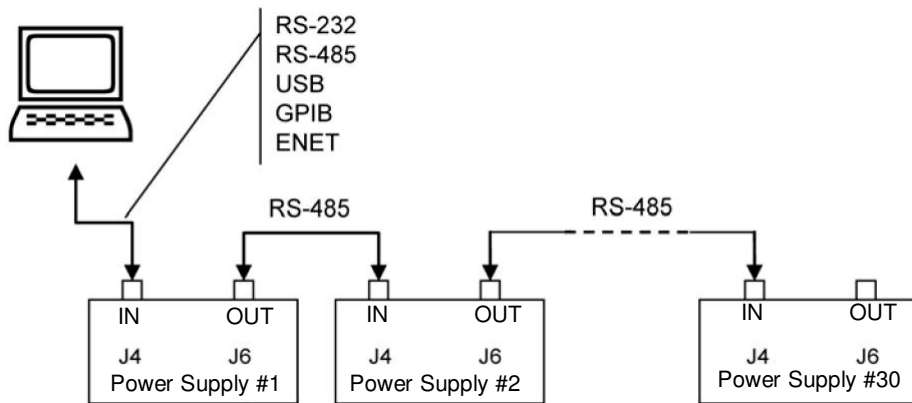 RS-232
RS-485
USB
GPIB
ENET
RS-485
RS-485
IN OUT IN OUT IN OUT
J4 J6 J4 J6 J4 J6
Power Supply #1 Power Supply #2 Power Supply #30